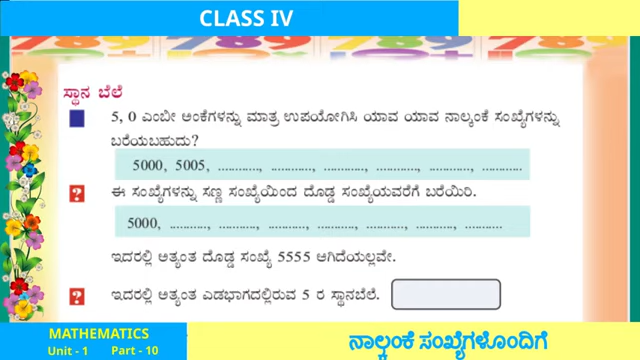 CLASS IV
ಸ್ಥಾನ ಬೆಲೆ
5, 0 ಎಂಬೀ ಅಂಕೆಗಳನ್ನು ಮಾತ್ರ ಉಪಯೋಗಿಸಿ ಯಾವ ಯಾವ ನಾಲ್ಕಂಕೆ ಸಂಖ್ಯೆಗಳನ್ನು
ಬರೆಯಬಹುದು?
5000, 5005, ............, ............, ............, ............, ............, ............
? ಈ ಸಂಖ್ಯೆಗಳನ್ನು ಸಣ್ಣ ಸಂಖ್ಯೆಯಿಂದ ದೊಡ್ಡ ಸಂಖ್ಯೆಯವರೆಗೆ ಬರೆಯಿರಿ.
5000, ..........., ..........., ..........., ..........., ..........., ..........., ...........
ಇದರಲ್ಲಿ ಅತ್ಯಂತ ದೊಡ್ಡ ಸಂಖ್ಯೆ 5555 ಆಗಿದೆಯಲ್ಲವೇ.
? ಇದರಲ್ಲಿ ಅತ್ಯಂತ ಎಡಭಾಗದಲ್ಲಿರುವ 5 ರ ಸ್ಥಾನಬೆಲೆ.
MATHEMATICS
Unit - 1 Part - 10
ನಾಲ್ಕಂಕೆ ಸಂಖ್ಯೆಗಳೊಂದಿಗೆ